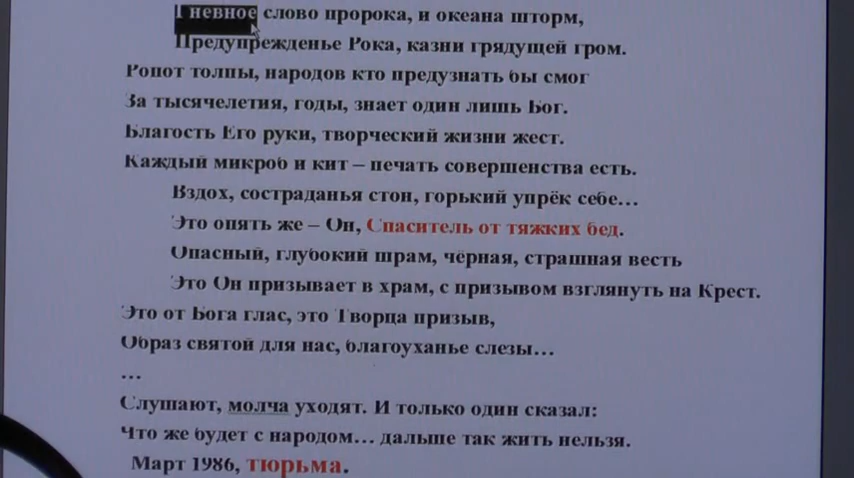 Гневное слово пророка, и океана шторм,
Предупрежденье Рока, казни грядущей гром.
Ропот толпы, народов кто предузнать бы смог
За тысячелетия, годы, знает один лишь Бог.
Благость Его руки, творческий жизни жест.
Каждый микроб и кит – печать совершенства есть.
Вздох, состраданья стон, горький упрёк себе…
Это опять же – Он, Спаситель от тяжких бед.
Опасный, глубокий шрам, чёрная, страшная весть
Это Он призывает в храм, с призывом взглянуть на Крест.
Это от Бога глас, это Творца призыв,
Образ святой для нас, благоуханье слезы…
…
Слушают, молча уходят. И только один сказал:
Что же будет с народом… дальше так жить нельзя.
Март 1986, тюрьма.